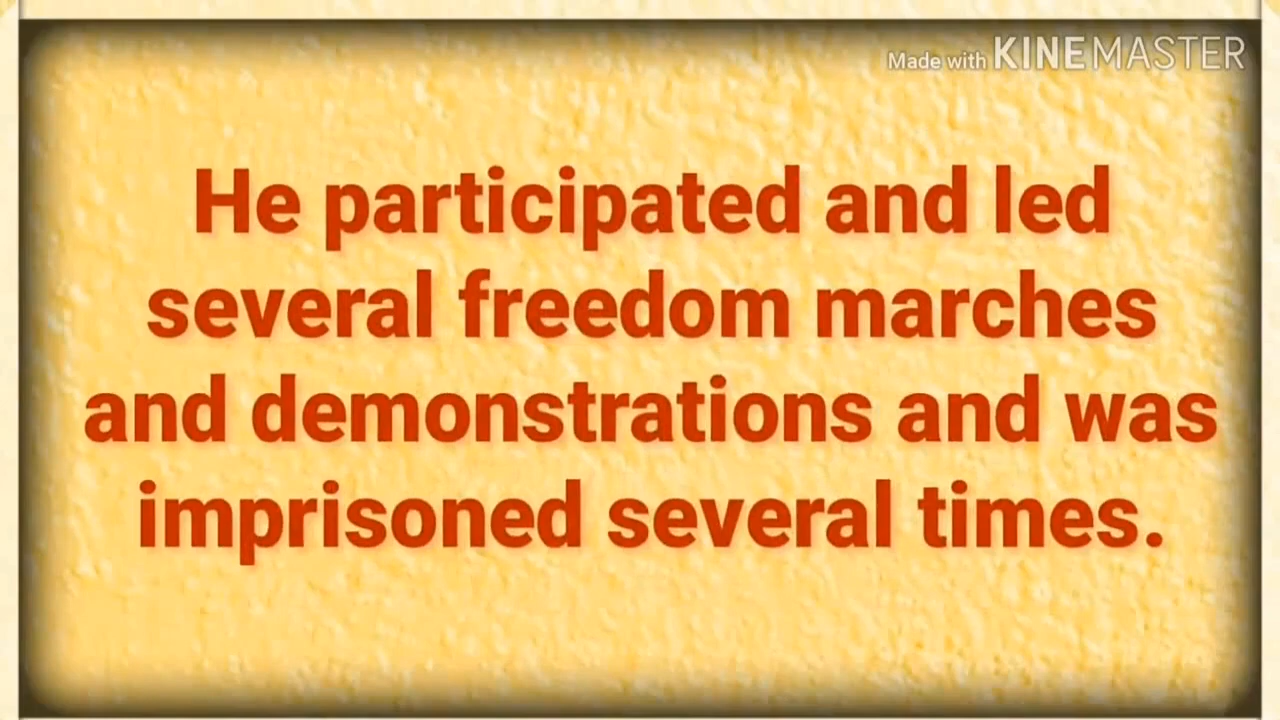 Made with KINEMASTER
He participated and led
several freedom marches
and demonstrations and was
imprisoned several times.